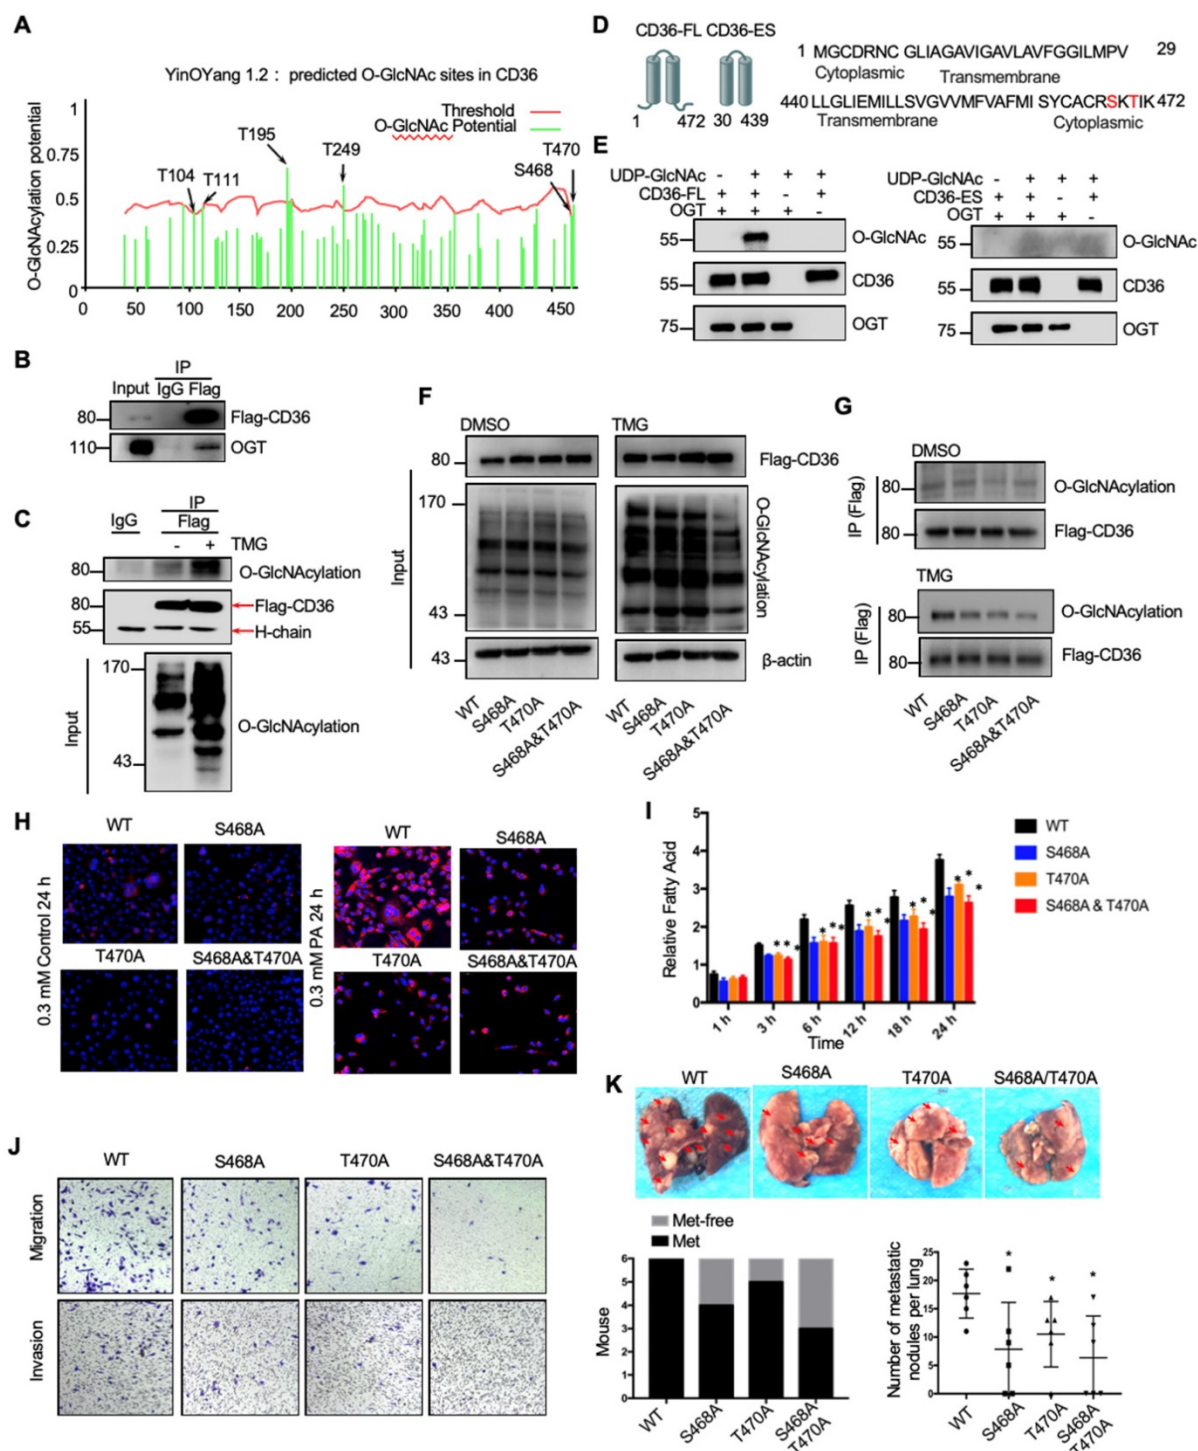 A
YinOYang 1.2 : predicted O-GlcNAc sites in CD36
O-GlcNAcylation potential
1
0.75
0.5
0.25
0
Threshold
O-GlcNAc Potential
T195
T249
T470
S468
T104
T111
0 50 100 150 200 250 300 350 400 450
B
IP
Input IgG Flag
80 Flag-CD36
110 OGT
C
IP
IgG Flag
- + TMG
80 O-GlcNAcylation
80 Flag-CD36
55 H-chain
Input
170
O-GlcNAcylation
43
D
CD36-FL CD36-ES
1 472 30 439
1 MGCDRNC GLIAGAVIGAVLAVFGGILMPV 29
Cytoplasmic Transmembrane
440 LLGLIEMILLSVGVVMFVAFMI SYCACRSKTIK 472
Transmembrane Cytoplasmic
E
UDP-GlcNAc - + + +
CD36-FL + + - +
OGT + + + -
55 O-GlcNAc
55 CD36
75 OGT
UDP-GlcNAc - + + +
CD36-ES + + - +
OGT + + + -
55 O-GlcNAc
55 CD36
75 OGT
F
DMSO TMG
80 Flag-CD36
Input
170
O-GlcNAcylation
43
43 β-actin
WT S468A T470A S468A&T470A
WT S468A T470A S468A&T470A
G
DMSO
IP (Flag)
80 O-GlcNAcylation
80 Flag-CD36
TMG
IP (Flag)
80 O-GlcNAcylation
80 Flag-CD36
WT S468A T470A S468A&T470A
H
0.3 mM Control 24 h
WT S468A
T470A S468A&T470A
0.3 mM PA 24 h
WT S468A
T470A S468A&T470A
I
Relative Fatty Acid
5
4
3
2
1
0
* * *
* * *
* * *
* * *
* * *
1 h 3 h 6 h 12 h 18 h 24 h
Time
WT
S468A
T470A
S468A & T470A
J
WT S468A T470A S468A&T470A
Migration
Invasion
K
WT S468A T470A S468A/T470A
Met-free
Met
Mouse
6
5
4
3
2
1
0
WT S468A T470A S468A T470A
Number of metastatic
nodules per lung
25
20
15
10
5
0
* * *
WT S468A T470A S468A T470A